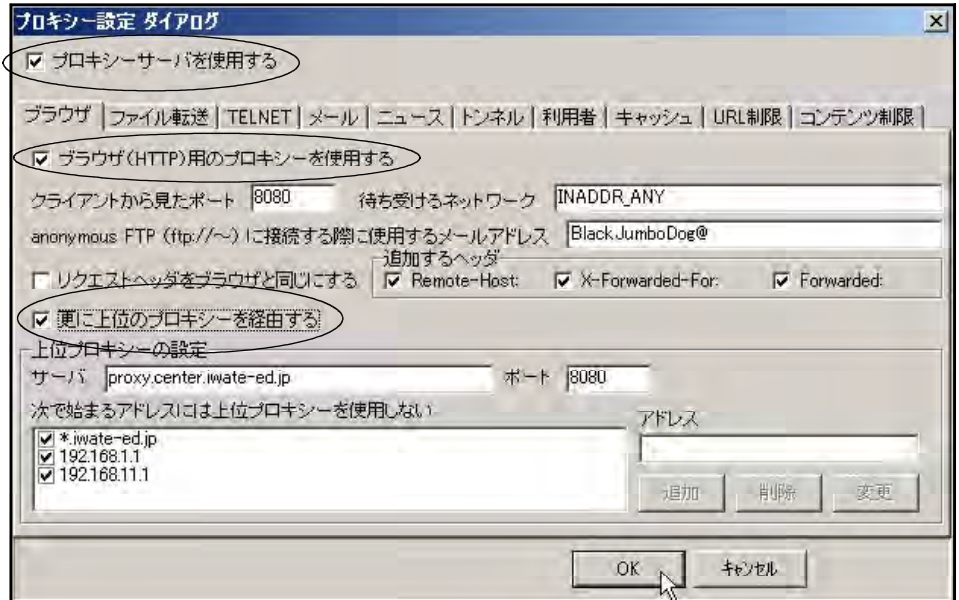 プロキシー設定 ダイアログ
プロキシーサーバを使用する
ブラウザ ファイル転送 TELNET メール ニュース トンネル 利用者 キャッシュ URL制限 コンテンツ制限
ブラウザ(HTTP)用のプロキシーを使用する
クライアントから見たポート 8080 待ち受けるネットワーク INADDR_ANY
anonymous FTP (ftp://~) に接続する際に使用するメールアドレス BlackJumboDog@
追加するヘッダ
リクエストヘッダをブラウザと同じにする Remote-Host: X-Forwarded-For: Forwarded:
更に上位のプロキシーを経由する
上位プロキシーの設定
サーバ proxy.center.iwate-ed.jp ポート 8080
次で始まるアドレスには上位プロキシーを使用しない アドレス
*.iwate-ed.jp
192.168.1.1
192.168.11.1
追加 削除 変更
OK キャンセル